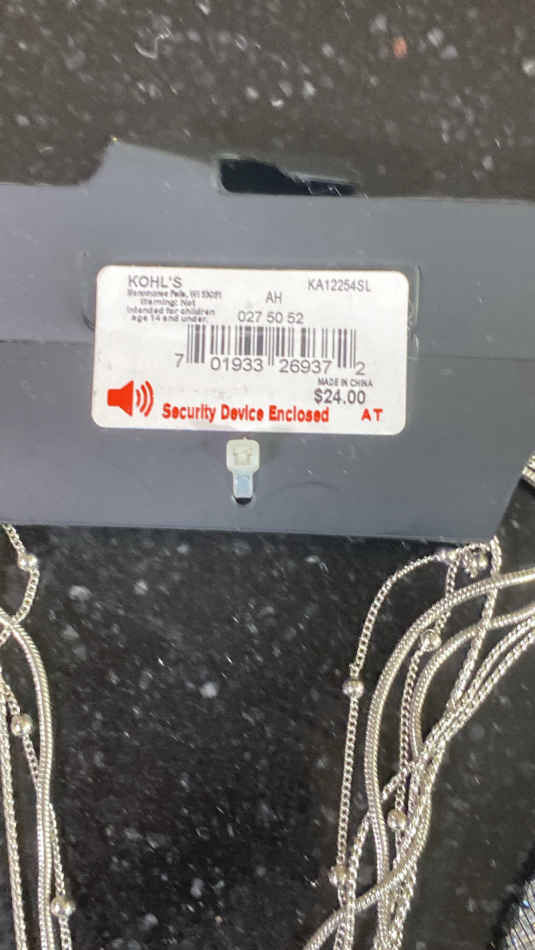 KOHL'S KA12254SL
Menomonee Falls, WI 53051
Warning: Not
intended for children
age 14 and under.
AH
027 50 52
7 01933 26937 2
MADE IN CHINA
$24.00
Security Device Enclosed AT